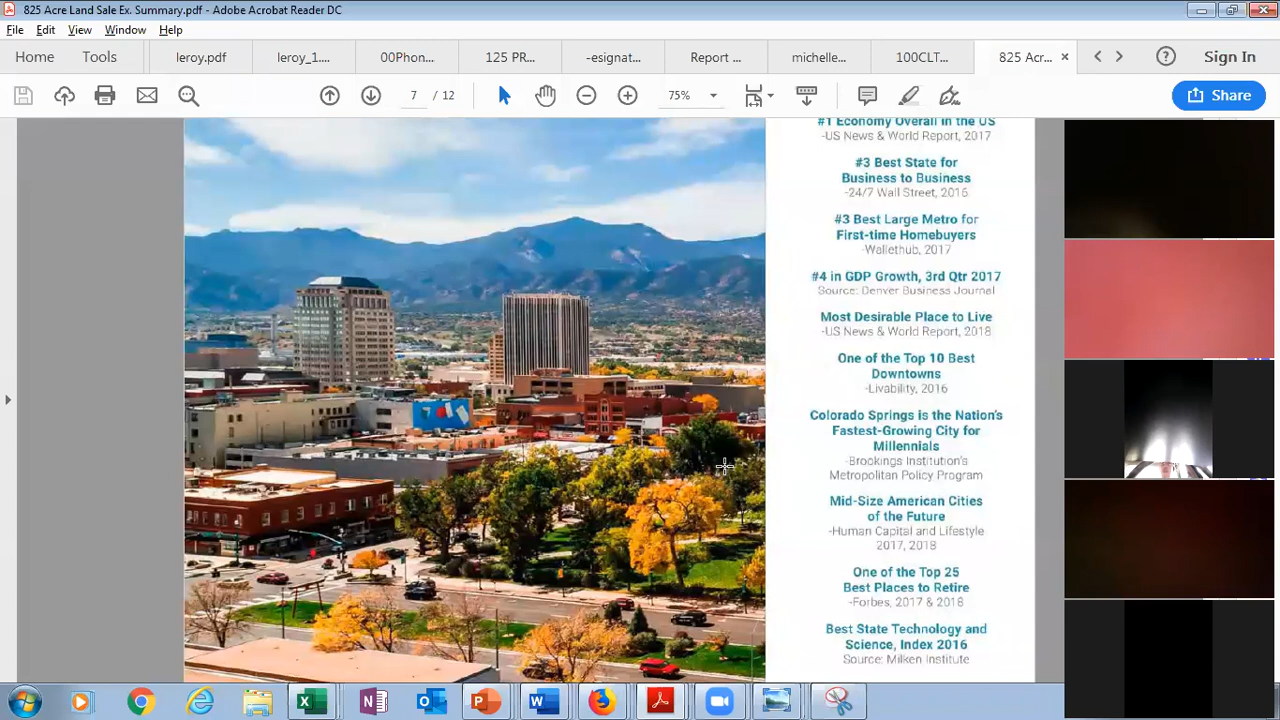 825 Acre Land Sale Ex. Summary.pdf - Adobe Acrobat Reader DC
File Edit View Window Help
Home Tools leroy.pdf leroy_1.... 00Phon... 125 PR... -esignat... Report ... michelle... 100CLT... 825 Acr... Sign In
7 / 12 75% Share
#1 Economy Overall in the US
-US News & World Report, 2017
#3 Best State for
Business to Business
-24/7 Wall Street, 2016
#3 Best Large Metro for
First-time Homebuyers
-Wallethub, 2017
#4 in GDP Growth, 3rd Qtr 2017
Source: Denver Business Journal
Most Desirable Place to Live
-US News & World Report, 2018
One of the Top 10 Best
Downtowns
-Livability, 2016
Colorado Springs is the Nation's
Fastest-Growing City for
Millennials
-Brookings Institution's
Metropolitan Policy Program
Mid-Size American Cities
of the Future
-Human Capital and Lifestyle
2017, 2018
One of the Top 25
Best Places to Retire
-Forbes, 2017 & 2018
Best State Technology and
Science, Index 2016
Source: Milken Institute